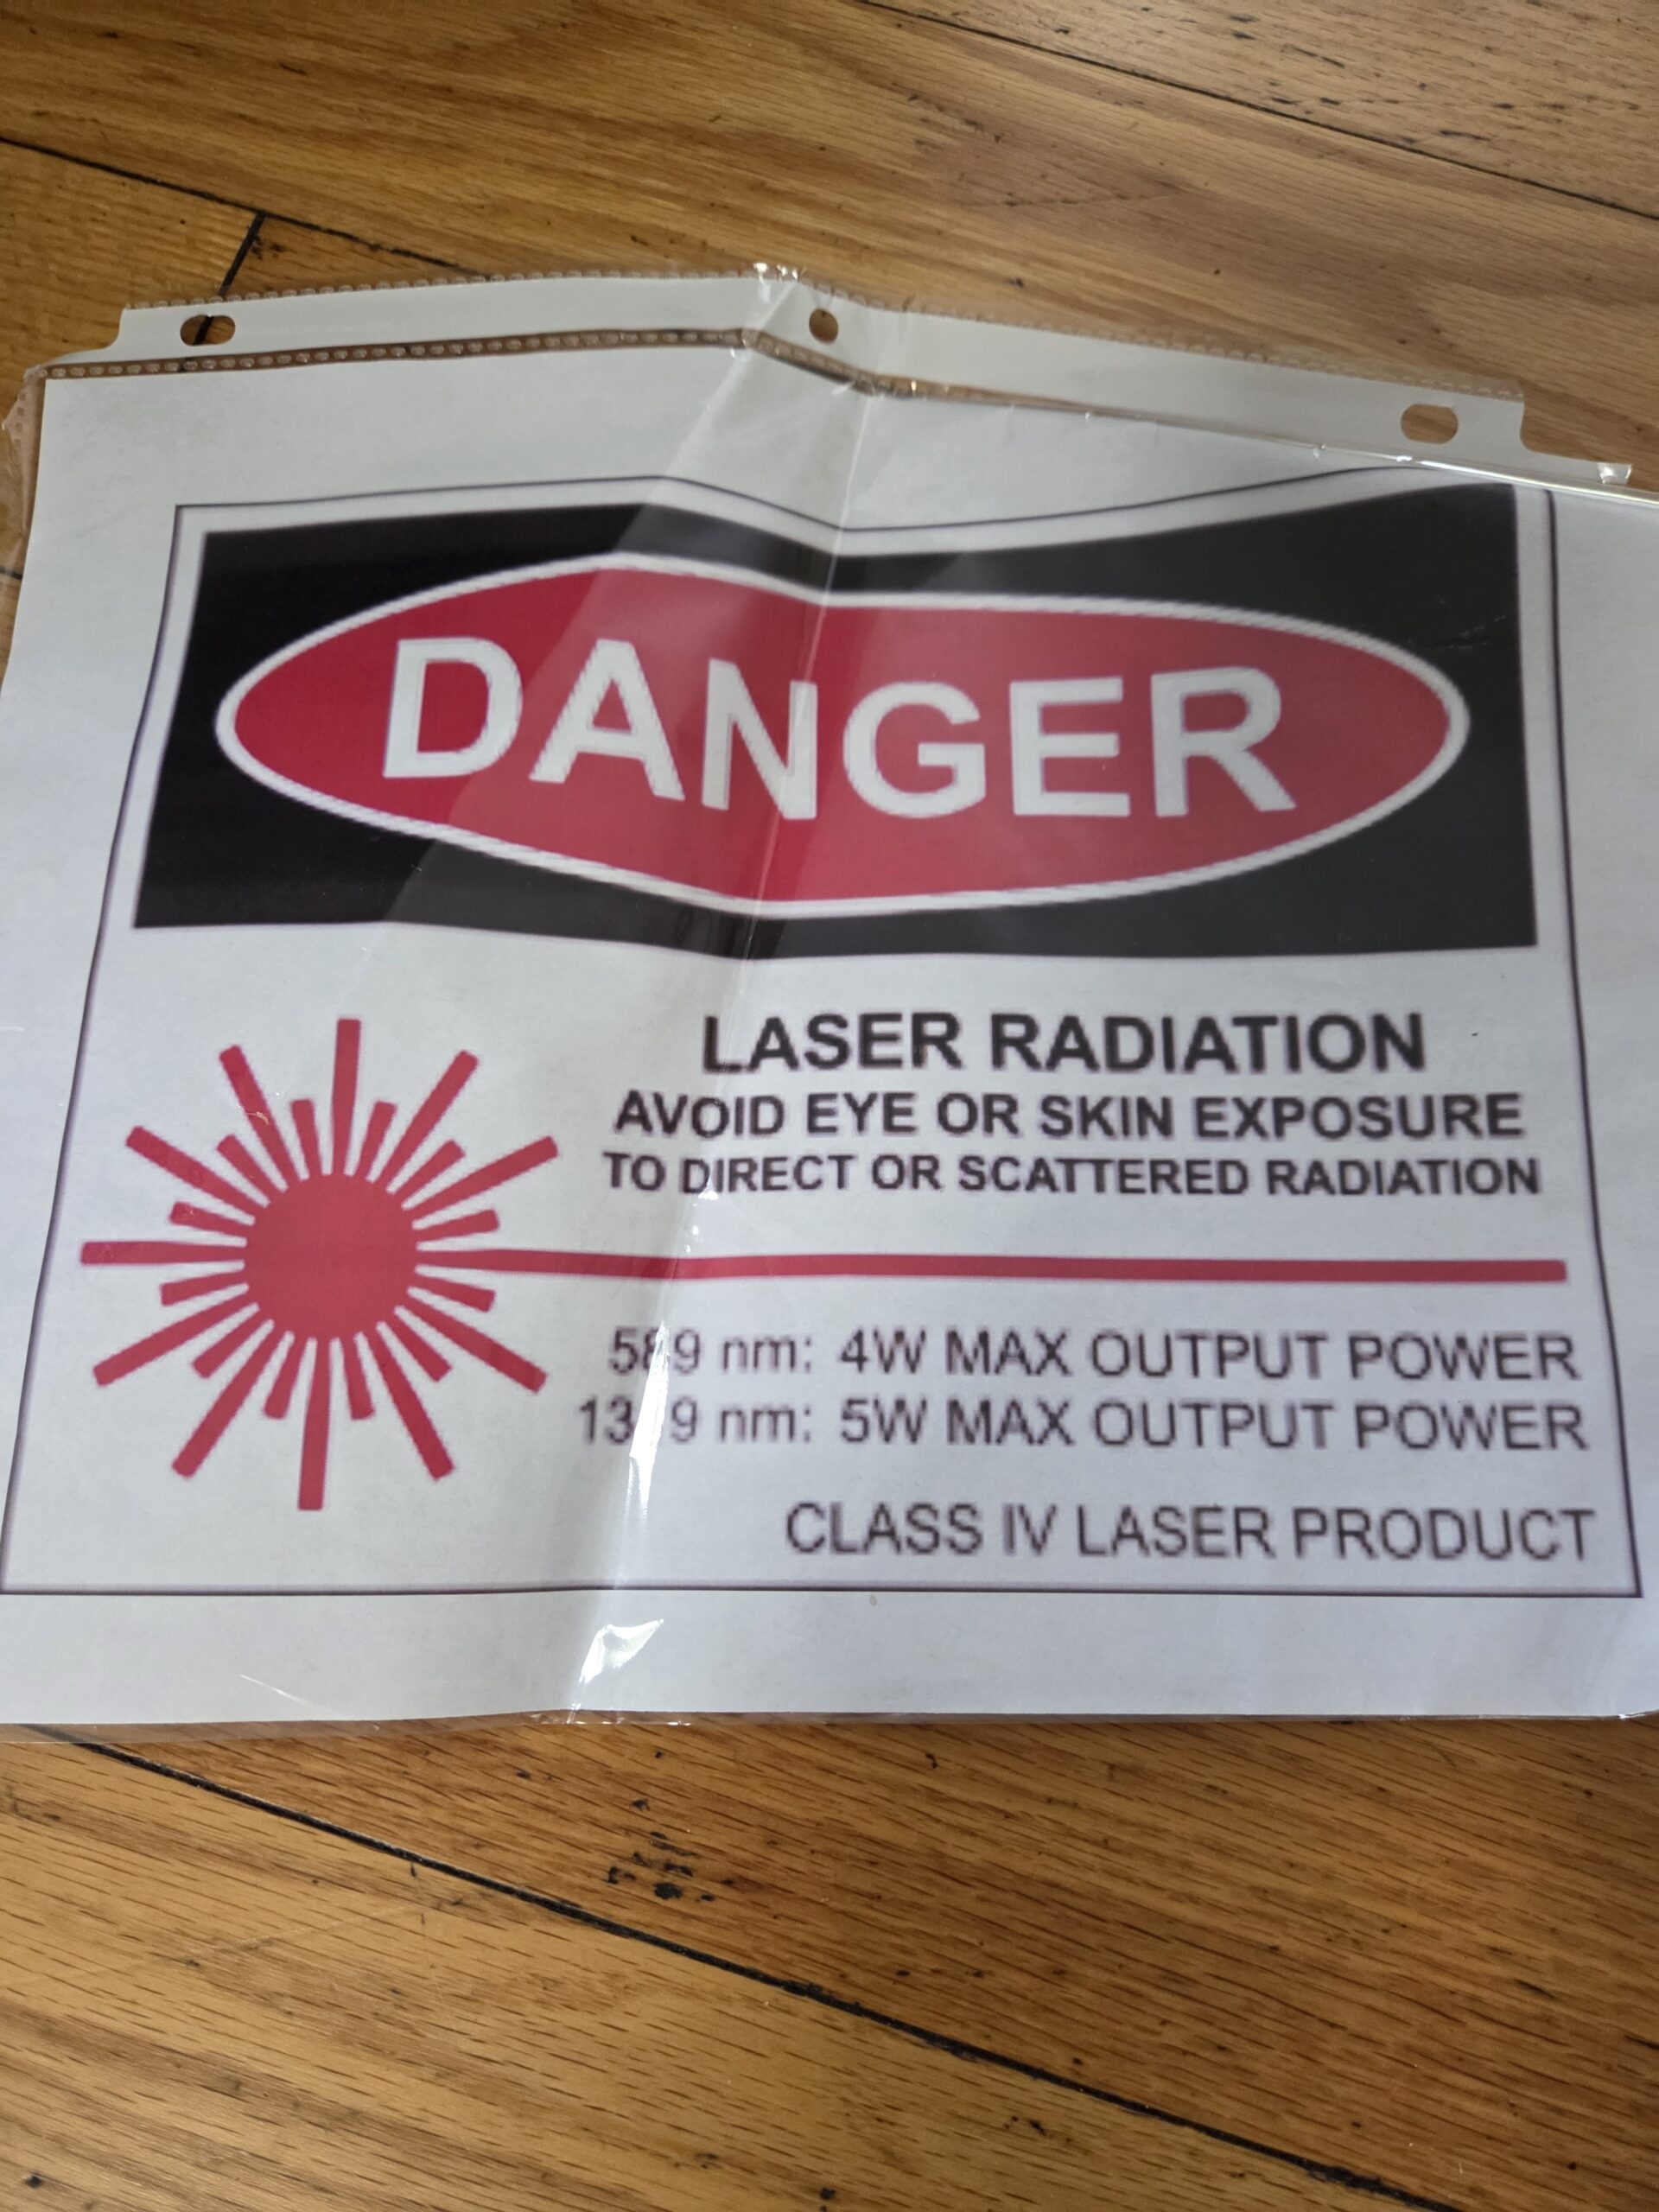 DANGER
LASER RADIATION
AVOID EYE OR SKIN EXPOSURE
TO DIRECT OR SCATTERED RADIATION
589 nm: 4W MAX OUTPUT POWER
nm: 5W MAX OUTPUT POWER
CLASS IV LASER PRODUCT